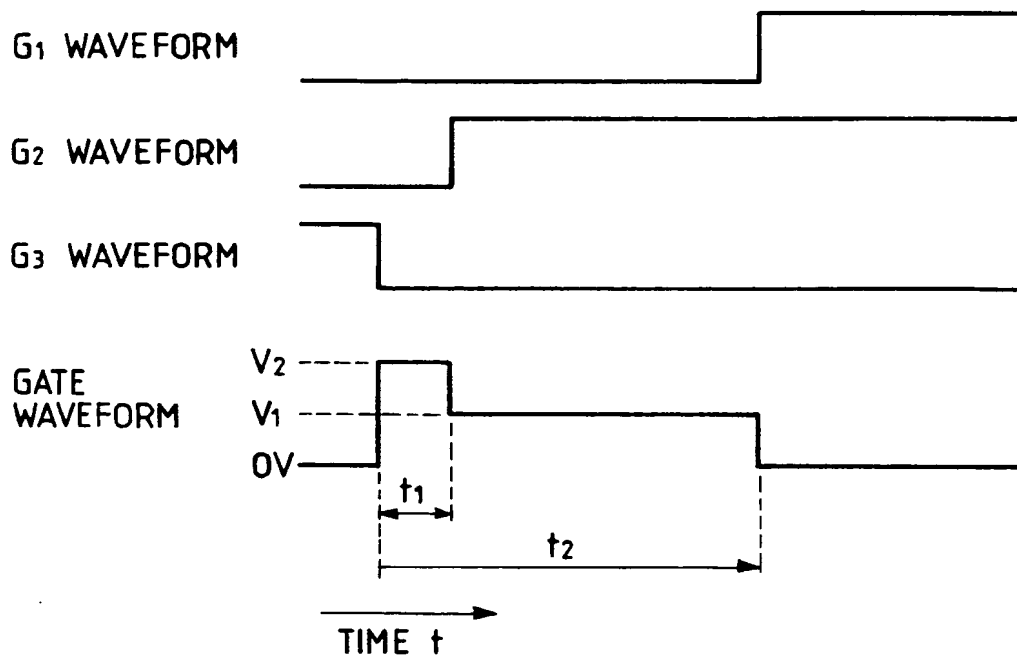 G1 WAVEFORM
G2 WAVEFORM
G3 WAVEFORM
GATE
WAVEFORM
V2
V1
0V
t1
t2
TIME t